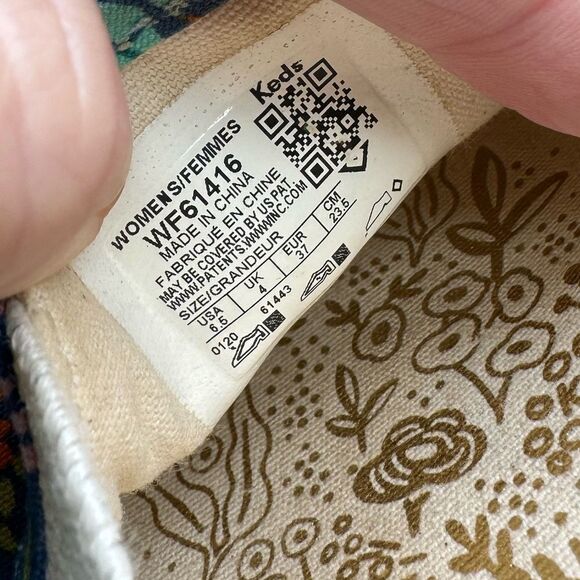 Keds
WOMENS/FEMMES
WF61416
MADE IN CHINA
FABRIQUÉ EN CHINE
MAY BE COVERED BY US PAT
WWW.PATENTS.WWWINC.COM
SIZE/GRANDEUR
USA UK EUR CM
6.5 4 37 23.5
0120 61443